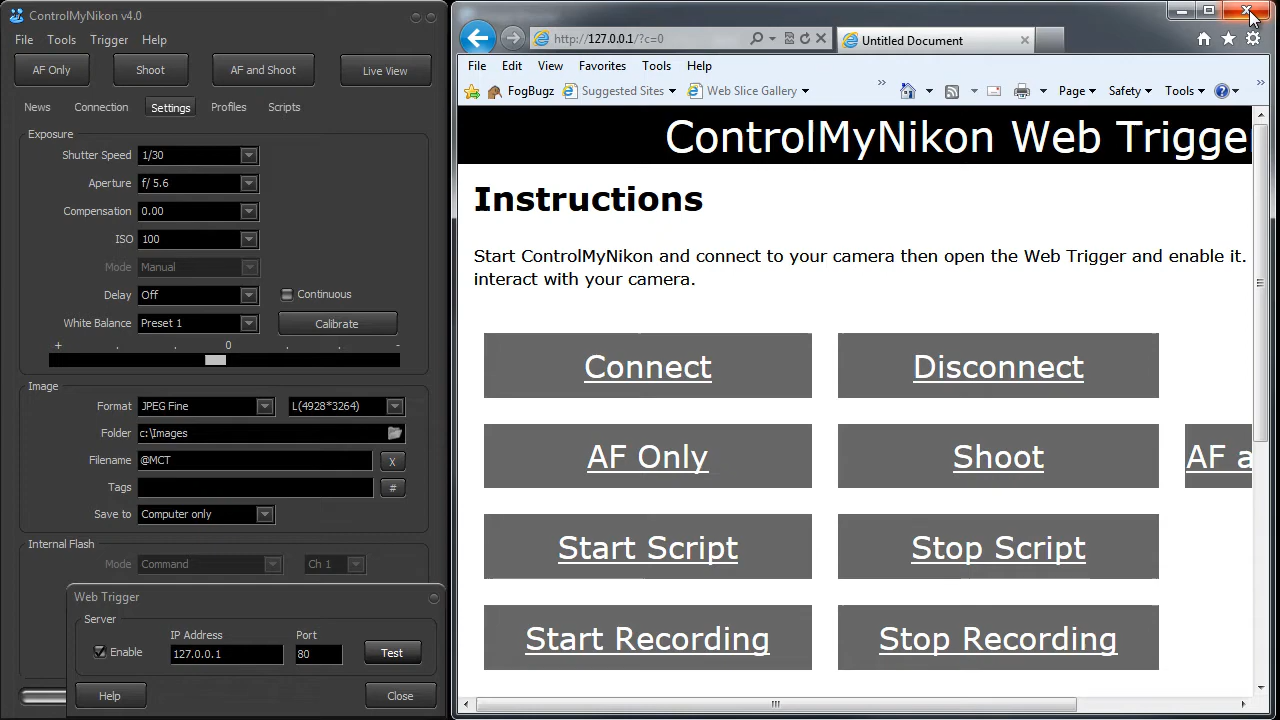 ControlMyNikon v4.0
File Tools Trigger Help
AF Only Shoot AF and Shoot Live View
News Connection Settings Profiles Scripts
Exposure
Shutter Speed 1/30
Aperture f/ 5.6
Compensation 0.00
ISO 100
Mode Manual
Delay Off Continuous
White Balance Preset 1 Calibrate
+ . . 0 . . -
Image
Format JPEG Fine L(4928*3264)
Folder c:\Images
Filename @MCT X
Tags #
Save to Computer only
Internal Flash
Mode Command Ch 1
Web Trigger
Server
IP Address Port
Enable 127.0.0.1 80 Test
Help Close
http://127.0.0.1/?c=0 Untitled Document
File Edit View Favorites Tools Help
FogBugz Suggested Sites Web Slice Gallery Page Safety Tools
ControlMyNikon Web Trigger
Instructions
Start ControlMyNikon and connect to your camera then open the Web Trigger and enable it.
interact with your camera.
Connect Disconnect
AF Only Shoot AF a
Start Script Stop Script
Start Recording Stop Recording